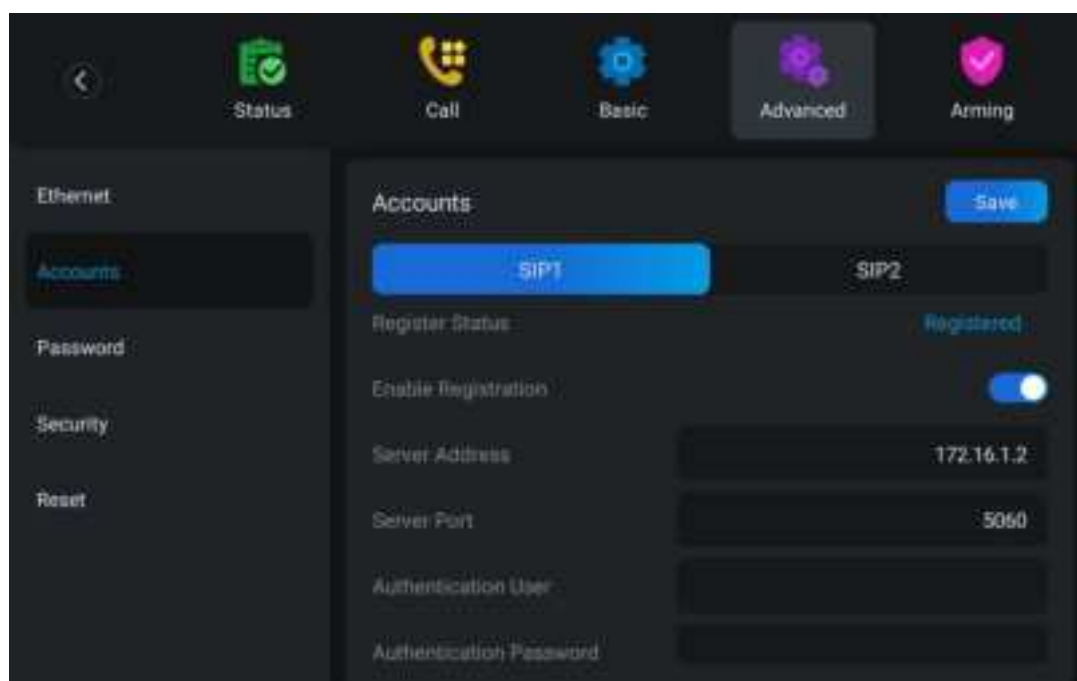 Status
Call
Basic
Advanced
Arming
Ethernet
Accounts
Password
Security
Reset
Accounts
Save
SIP1
SIP2
Register Status
Registered
Enable Registration
Server Address
172.16.1.2
Server Port
5060
Authentication User
Authentication Password